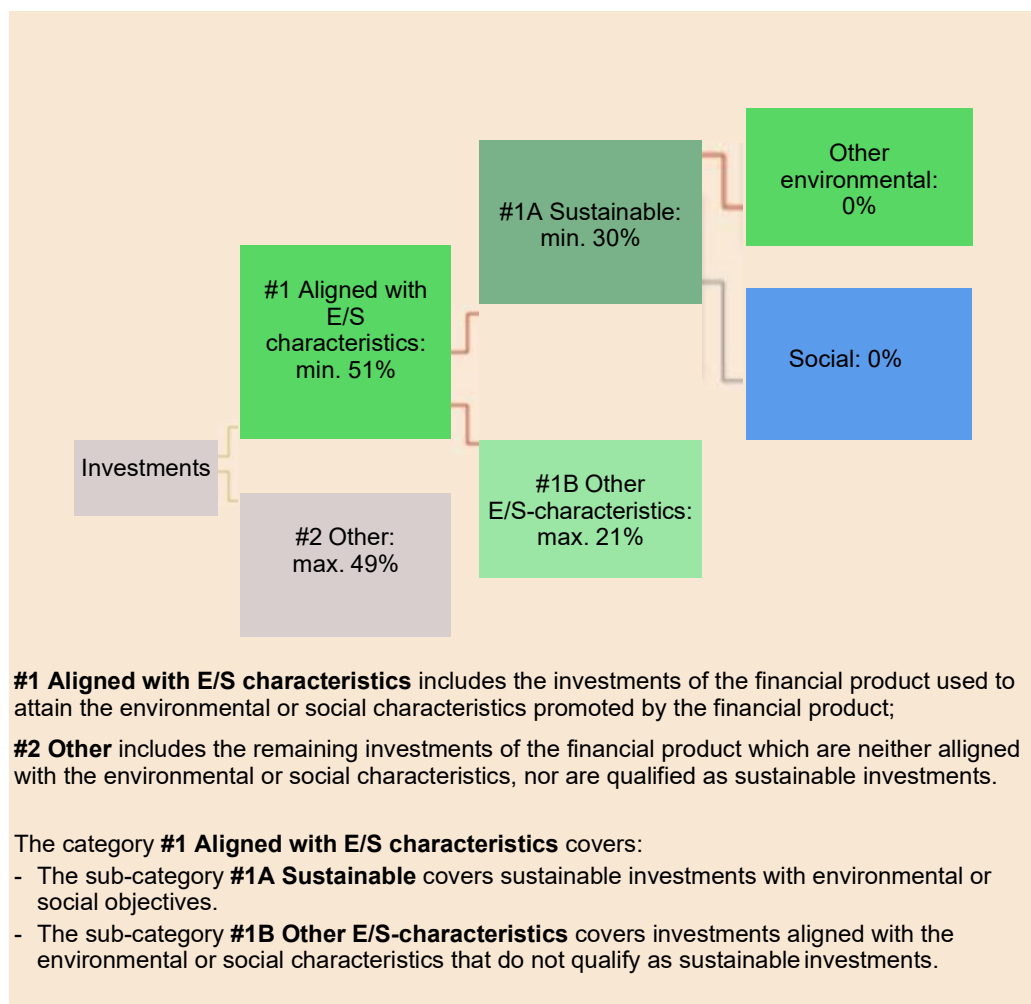 Other
environmental:
0%
#1A Sustainable:
min. 30%
#1 Aligned with
E/S
characteristics:
min. 51%
Social: 0%
Investments
#1B Other
E/S-characteristics:
max. 21%
#2 Other:
max. 49%
#1 Aligned with E/S characteristics includes the investments of the financial product used to
attain the environmental or social characteristics promoted by the financial product;
#2 Other includes the remaining investments of the financial product which are neither alligned
with the environmental or social characteristics, nor are qualified as sustainable investments.
The category #1 Aligned with E/S characteristics covers:
- The sub-category #1A Sustainable covers sustainable investments with environmental or
social objectives.
- The sub-category #1B Other E/S-characteristics covers investments aligned with the
environmental or social characteristics that do not qualify as sustainable investments.